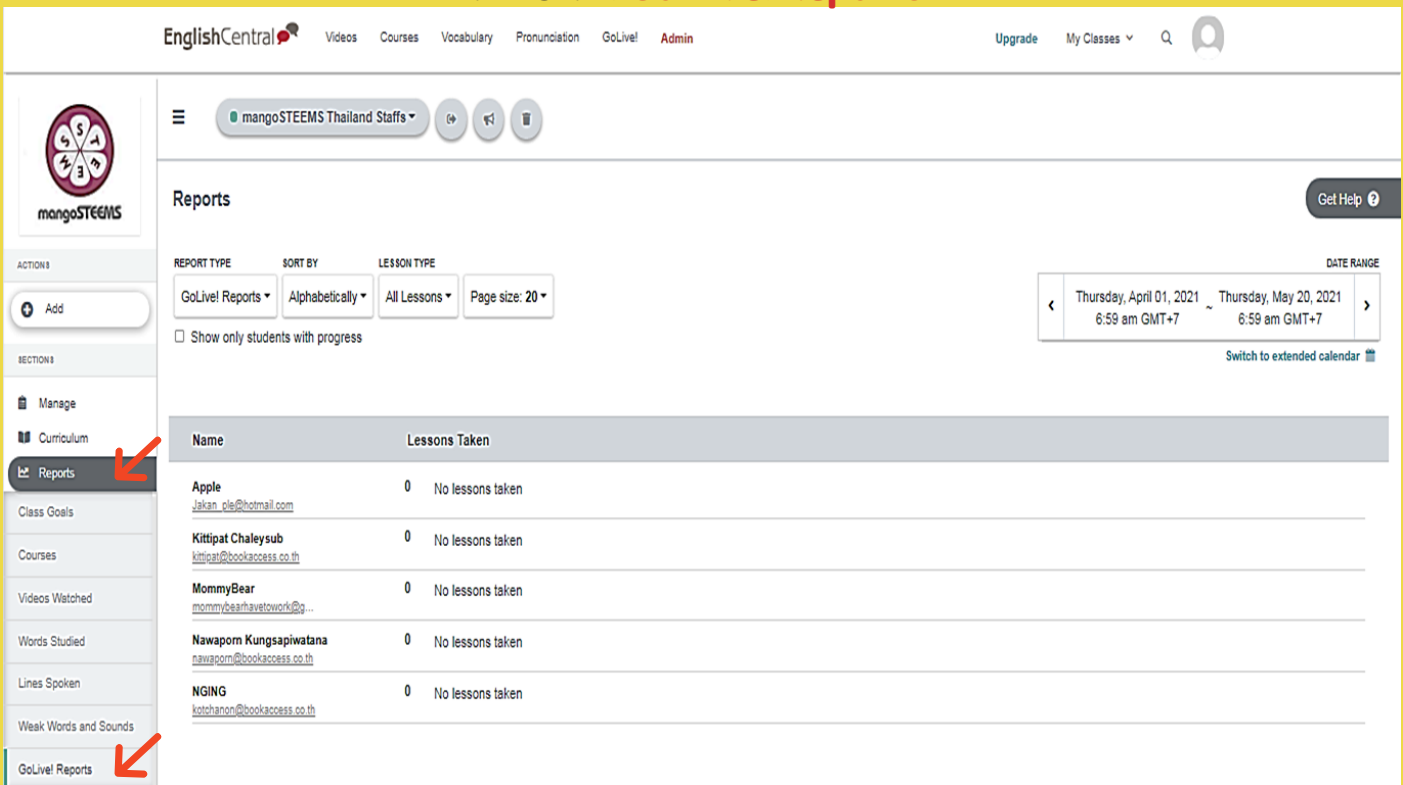 EnglishCentral Videos Courses Vocabulary Pronunciation GoLive! Admin Upgrade My Classes
mangoSTEEMS Thailand Staffs
STEEMS
mangoSTEEMS
Reports
Get Help ?
ACTIONS
Add
SECTIONS
Manage
Curriculum
Reports
Class Goals
Courses
Videos Watched
Words Studied
Lines Spoken
Weak Words and Sounds
GoLive! Reports
REPORT TYPE SORT BY LESSON TYPE
GoLive! Reports Alphabetically All Lessons Page size: 20
Show only students with progress
DATE RANGE
Thursday, April 01, 2021 ~ Thursday, May 20, 2021
6:59 am GMT+7 6:59 am GMT+7
Switch to extended calendar
Name Lessons Taken
Apple 0 No lessons taken
Jakan_ple@hotmail.com
Kittipat Chaleysub 0 No lessons taken
kittipat@bookaccess.co.th
MommyBear 0 No lessons taken
mommybearhavetowork@g...
Nawaporn Kungsapiwatana 0 No lessons taken
nawaporn@bookaccess.co.th
NGING 0 No lessons taken
kotchanon@bookaccess.co.th